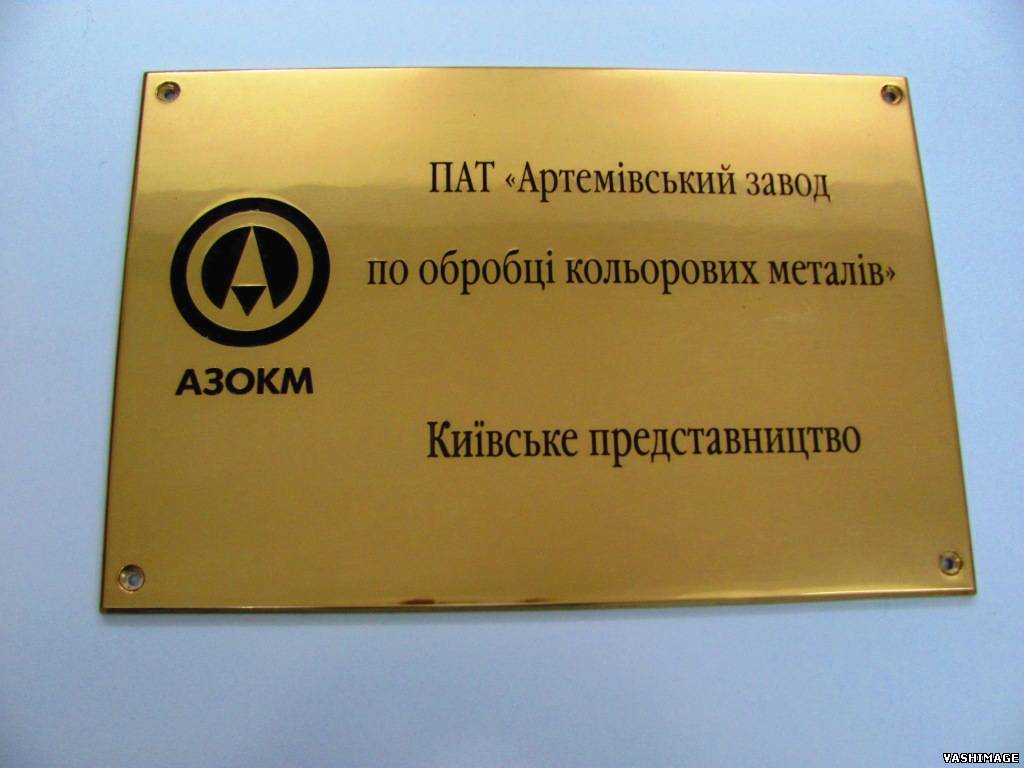 ПАТ «Артемівський завод
по обробці кольорових металів»
АЗОКМ
Київське представництво
VASHIMAGE